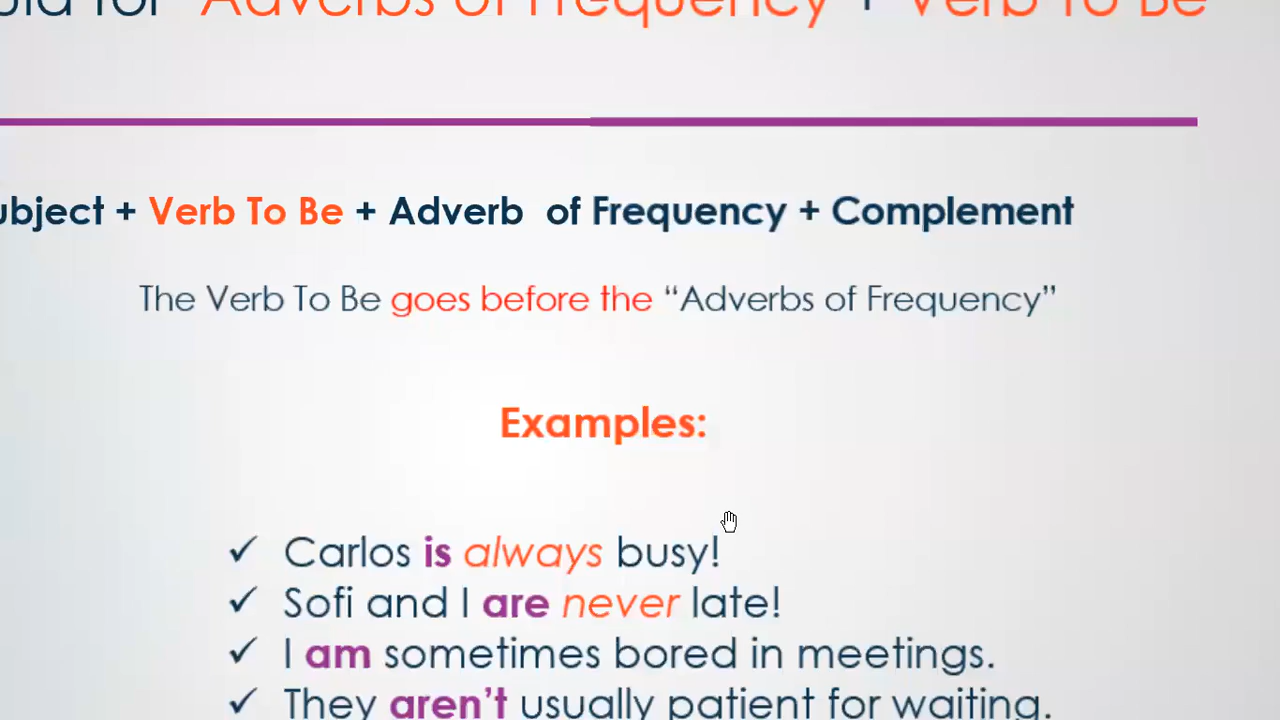 for "Adverbs of Frequency + Verb To Be
+ Verb To Be + Adverb of Frequency + Complement
The Verb To Be goes before the “Adverbs of Frequency”
Examples:
✓ Carlos is always busy!
✓ Sofi and I are never late!
✓ I am sometimes bored in meetings.
✓ They aren’t usually patient for waiting.